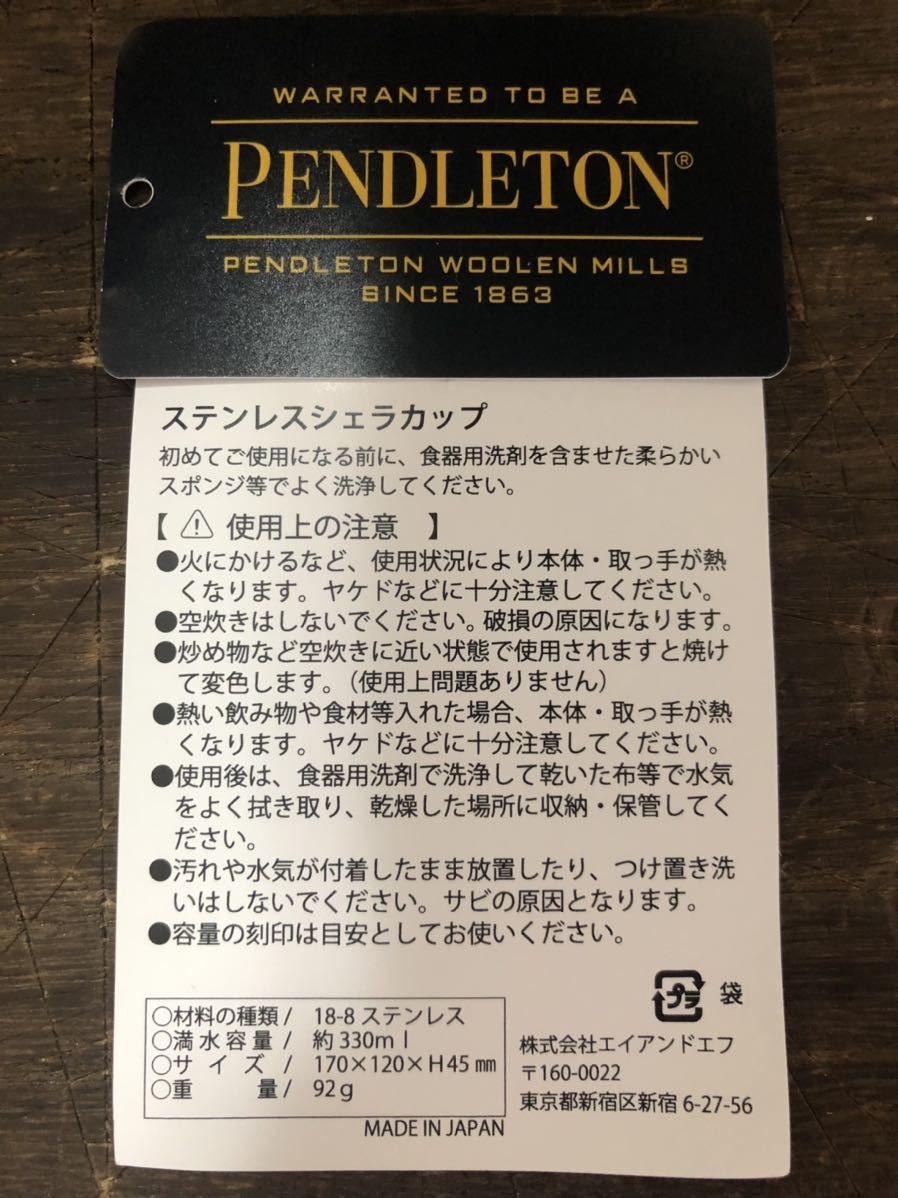 WARRANTED TO BE A
PENDLETON®
PENDLETON WOOLEN MILLS
SINCE 1863
ステンレスシェラカップ
初めてご使用になる前に、食器用洗剤を含ませた柔らかい
スポンジ等でよく洗浄してください。
【 ⚠ 使用上の注意 】
●火にかけるなど、使用状況により本体・取っ手が熱
くなります。ヤケドなどに十分注意してください。
●空炊きはしないでください。破損の原因になります。
●炒め物など空炊きに近い状態で使用されますと焼け
て変色します。（使用上問題ありません）
●熱い飲み物や食材等入れた場合、本体・取っ手が熱
くなります。ヤケドなどに十分注意してください。
●使用後は、食器用洗剤で洗浄して乾いた布等で水気
をよく拭き取り、乾燥した場所に収納・保管してく
ださい。
●汚れや水気が付着したまま放置したり、つけ置き洗
いはしないでください。サビの原因となります。
●容量の刻印は目安としてお使いください。
プラ 袋
○材料の種類 / 18-8 ステンレス
○満水容量 / 約330ml
○サイズ / 170×120×H45㎜
○重量 / 92g
MADE IN JAPAN
株式会社エイアンドエフ
〒160-0022
東京都新宿区新宿 6-27-56